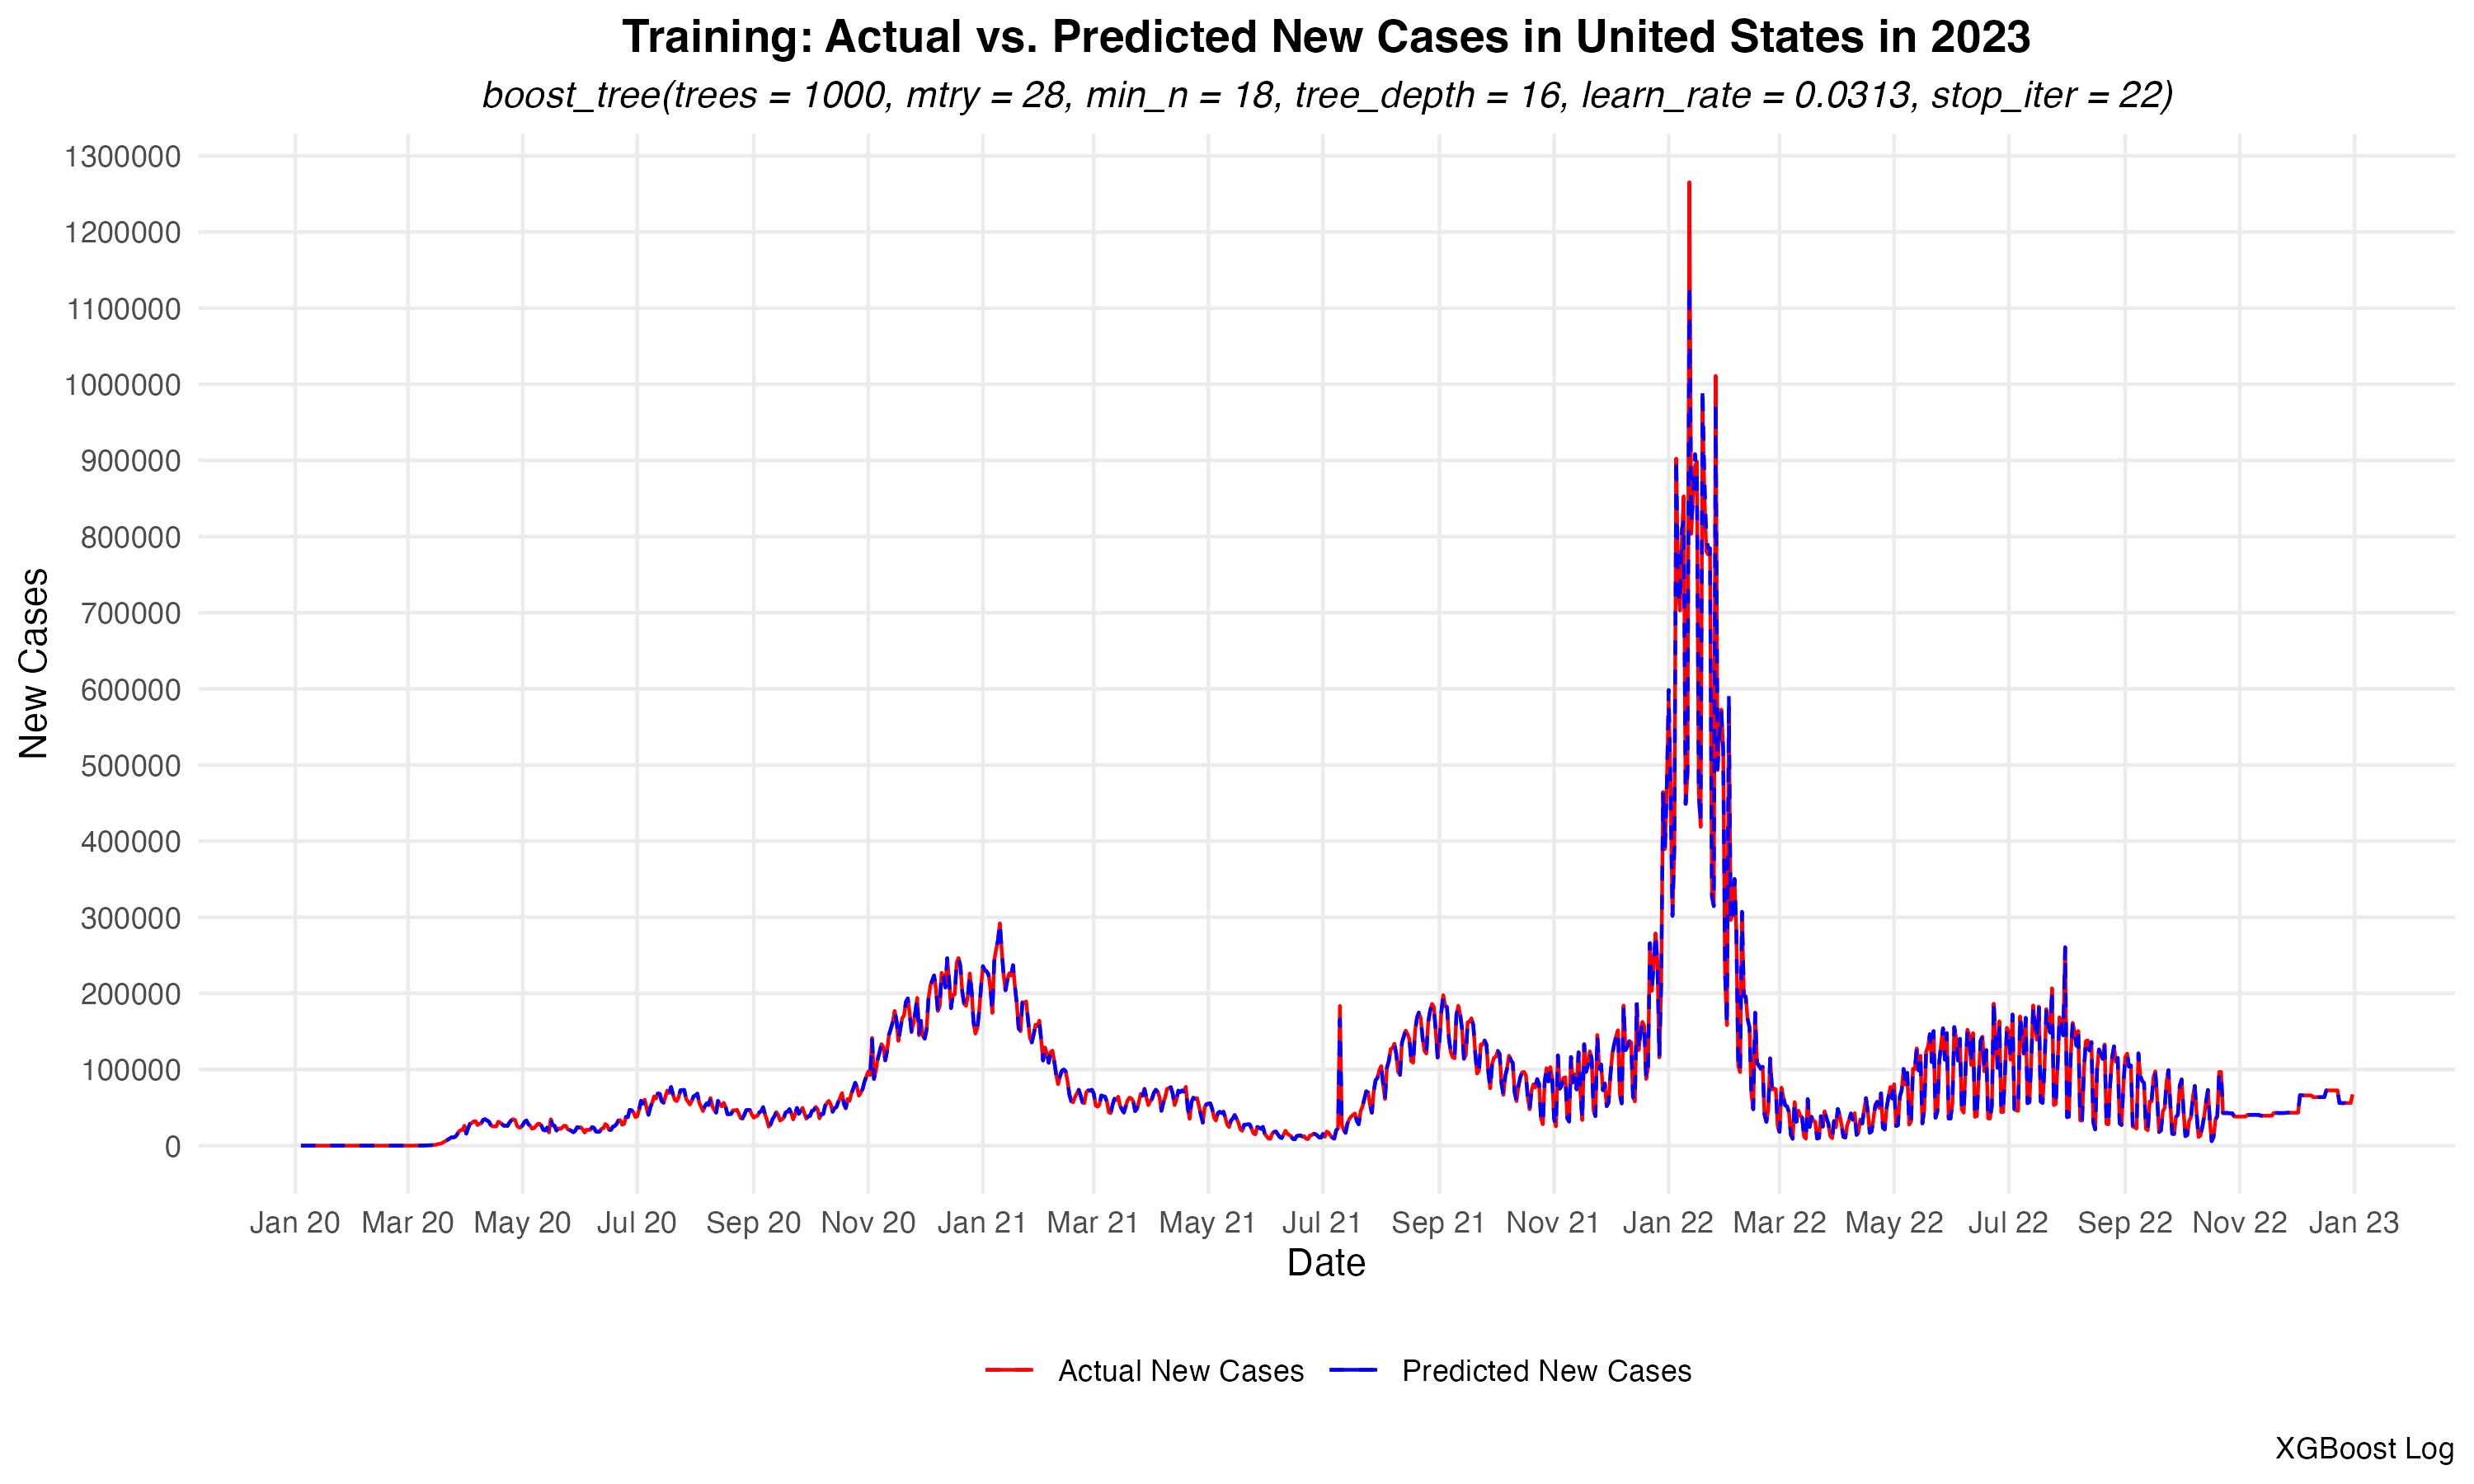 Training: Actual vs. Predicted New Cases in United States in 2023
boost_tree(trees = 1000, mtry = 28, min_n = 18, tree_depth = 16, learn_rate = 0.0313, stop_iter = 22)
New Cases
1300000
1200000
1100000
1000000
900000
800000
700000
600000
500000
400000
300000
200000
100000
0
Jan 20 Mar 20 May 20 Jul 20 Sep 20 Nov 20 Jan 21 Mar 21 May 21 Jul 21 Sep 21 Nov 21 Jan 22 Mar 22 May 22 Jul 22 Sep 22 Nov 22 Jan 23
Date
Actual New Cases Predicted New Cases
XGBoost Log